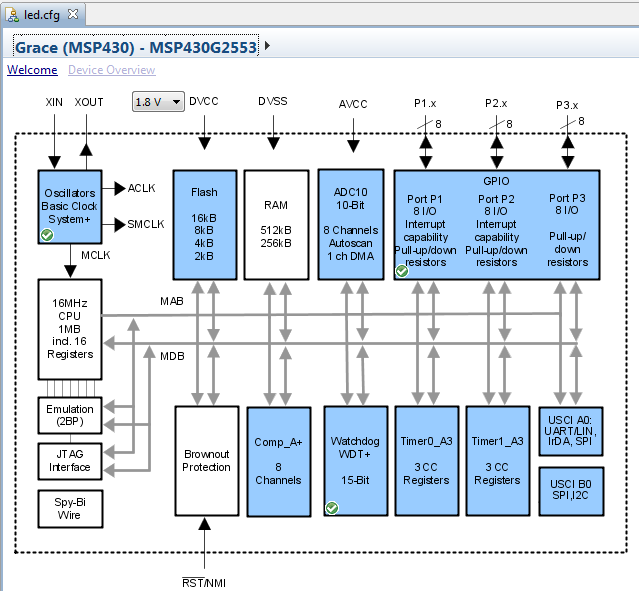 led.cfg
Grace (MSP430) - MSP430G2553
Welcome Device Overview
XIN XOUT 1.8 V DVCC DVSS AVCC P1.x P2.x P3.x
8 8 8
Oscillators
Basic Clock
System+
ACLK
SMCLK
MCLK
Flash
16kB
8kB
4kB
2kB
RAM
512kB
256kB
ADC10
10-Bit
8 Channels
Autoscan
1 ch DMA
GPIO
Port P1
8 I/O
Interrupt
capability
Pull-up/down
resistors
Port P2
8 I/O
Interrupt
capability
Pull-up/down
resistors
Port P3
8 I/O
Pull-up/
down
resistors
16MHz
CPU
1MB
incl. 16
Registers
MAB
MDB
Emulation
(2BP)
JTAG
Interface
Spy-Bi
Wire
Brownout
Protection
Comp_A+
8
Channels
Watchdog
WDT+
15-Bit
Timer0_A3
3 CC
Registers
Timer1_A3
3 CC
Registers
USCI A0:
UART/LIN,
IrDA, SPI
USCI B0
SPI,I2C
RST/NMI